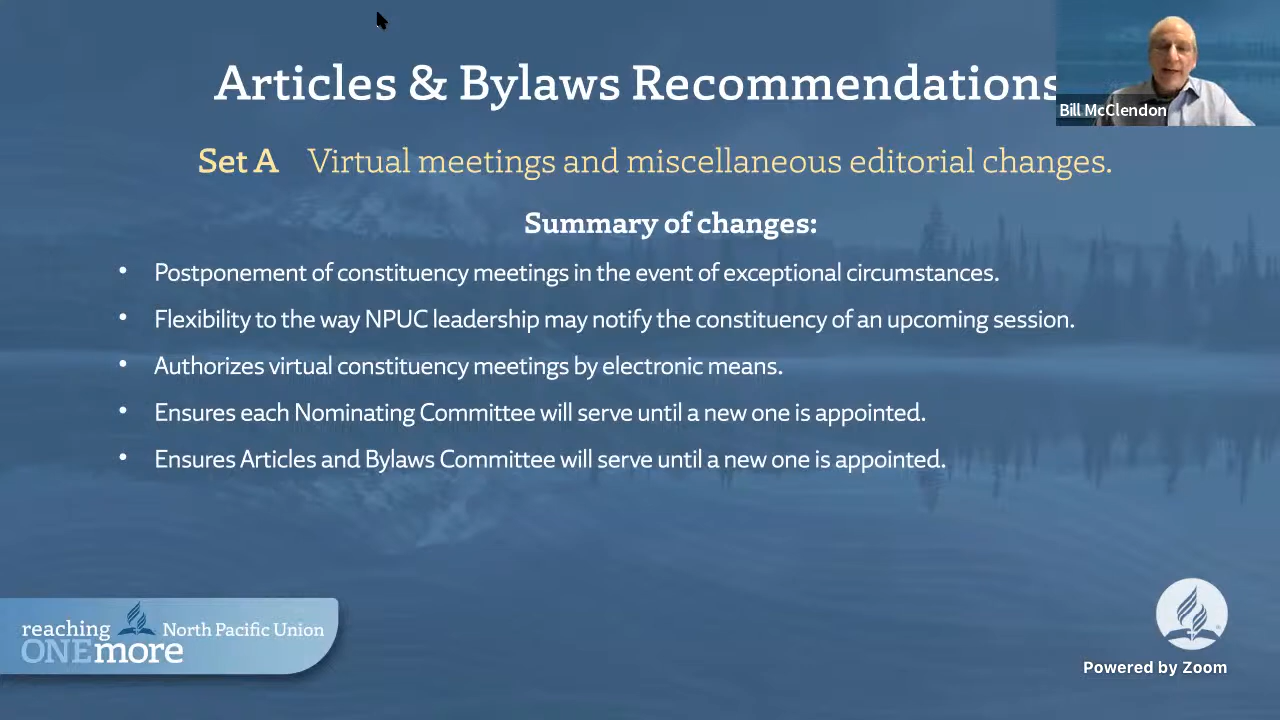 Articles & Bylaws Recommendations
Bill McClendon
Set A Virtual meetings and miscellaneous editorial changes.
Summary of changes:
• Postponement of constituency meetings in the event of exceptional circumstances.
• Flexibility to the way NPUC leadership may notify the constituency of an upcoming session.
• Authorizes virtual constituency meetings by electronic means.
• Ensures each Nominating Committee will serve until a new one is appointed.
• Ensures Articles and Bylaws Committee will serve until a new one is appointed.
reaching North Pacific Union
ONEmore
Powered by Zoom